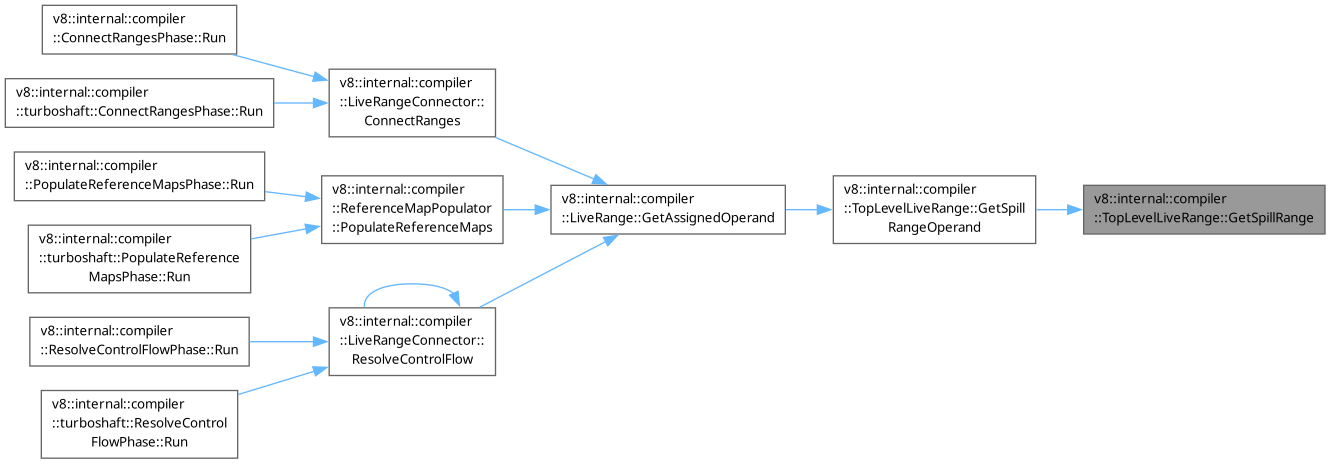 v8::internal::compiler
::ConnectRangesPhase::Run
v8::internal::compiler
::turboshaft::ConnectRangesPhase::Run
v8::internal::compiler
::PopulateReferenceMapsPhase::Run
v8::internal::compiler
::turboshaft::PopulateReference
MapsPhase::Run
v8::internal::compiler
::ResolveControlFlowPhase::Run
v8::internal::compiler
::turboshaft::ResolveControl
FlowPhase::Run
v8::internal::compiler
::LiveRangeConnector::
ConnectRanges
v8::internal::compiler
::ReferenceMapPopulator
::PopulateReferenceMaps
v8::internal::compiler
::LiveRangeConnector::
ResolveControlFlow
v8::internal::compiler
::LiveRange::GetAssignedOperand
v8::internal::compiler
::TopLevelLiveRange::GetSpill
RangeOperand
v8::internal::compiler
::TopLevelLiveRange::GetSpillRange